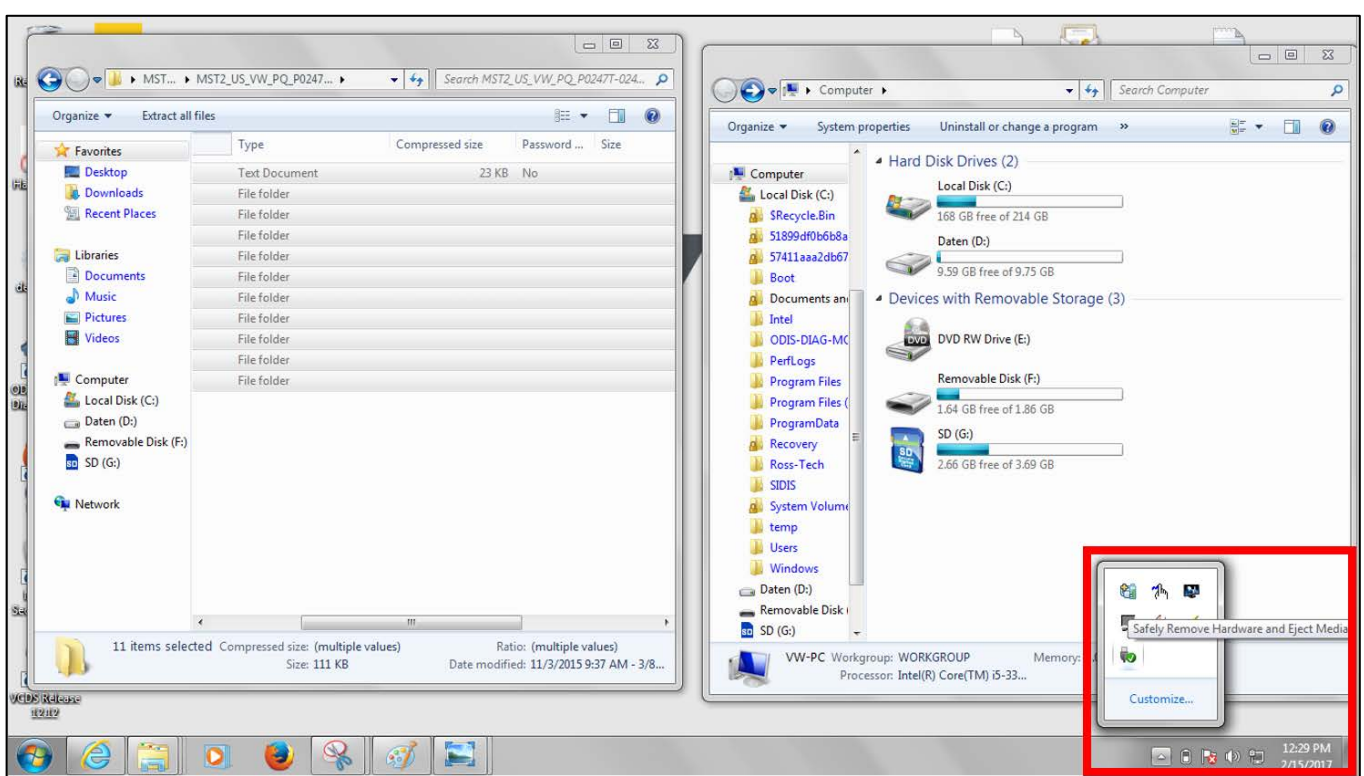 MST... ▸ MST2_US_VW_PQ_P0247... ▸
Search MST2_US_VW_PQ_P0247T-024...
Organize
Extract all files
Favorites
Desktop
Downloads
Recent Places
Libraries
Documents
Music
Pictures
Videos
Computer
Local Disk (C:)
Daten (D:)
Removable Disk (F:)
SD (G:)
Network
Type Compressed size Password ... Size
Text Document 23 KB No
File folder
File folder
File folder
File folder
File folder
File folder
File folder
File folder
File folder
File folder
11 items selected Compressed size: (multiple values) Ratio: (multiple values)
Size: 111 KB Date modified: 11/3/2015 9:37 AM - 3/8...
Computer ▸
Search Computer
Organize System properties Uninstall or change a program »
Computer
Local Disk (C:)
$Recycle.Bin
51899df0b6b8a
57411aaa2db67
Boot
Documents an
Intel
ODIS-DIAG-MC
PerfLogs
Program Files
Program Files (
ProgramData
Recovery
Ross-Tech
SIDIS
System Volume
temp
Users
Windows
Daten (D:)
Removable Disk
SD (G:)
Hard Disk Drives (2)
Local Disk (C:)
168 GB free of 214 GB
Daten (D:)
9.59 GB free of 9.75 GB
Devices with Removable Storage (3)
DVD
DVD RW Drive (E:)
Removable Disk (F:)
1.64 GB free of 1.86 GB
SD
SD (G:)
2.66 GB free of 3.69 GB
VW-PC Workgroup: WORKGROUP Memory:
Processor: Intel(R) Core(TM) i5-33...
Safely Remove Hardware and Eject Media
Customize...
VCDS Release
12.12
12:29 PM
2/15/2017